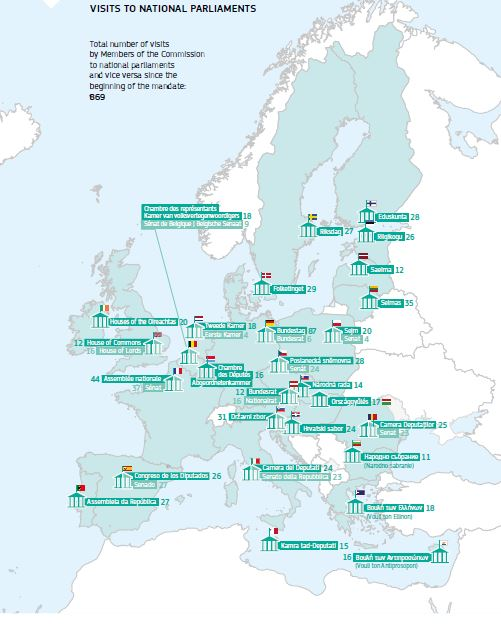 VISITS TO NATIONAL PARLIAMENTS
Total number of visits
by Members of the Commission
to national parliaments
and vice versa since the
beginning of the mandate:
869
Chambre des représentants
Kamer van volksvertegenwoordigers 18
Sénat de Belgique | Belgische Senaat 9
Eduskunta 28
Riksdag 27
Riigikogu 26
Saeima 12
Folketinget 29
Seimas 35
Houses of the Oireachtas 20
Tweede Kamer 18
Eerste Kamer 4
Bundestag 87
Bundesrat 6
Sejm 20
Senat 4
12 House of Commons
16 House of Lords
Poslanecká sněmovna 28
Senát 24
Chambre
des Députés 16
Abgeordnetenkammer
44 Assemblée nationale
37 Sénat
12 Bundesrat
16 Nationalrat
Národná rada 14
Országgyűlés 17
31 Državni zbor
Hrvatski sabor 24
Camera Deputaților 25
Senat
Народно събрание 11
(Narodno sabranie)
Congreso de los Diputados 26
Senado
Camera dei Deputati 24
Senato della Repubblica 23
Assembleia da República 27
Βουλή των Ελλήνων 18
(Vouli ton Ellinon)
Kamra tad-Deputati 15
16 Βουλή των Αντιπροσώπων
(Vouli ton Antiprosopon)